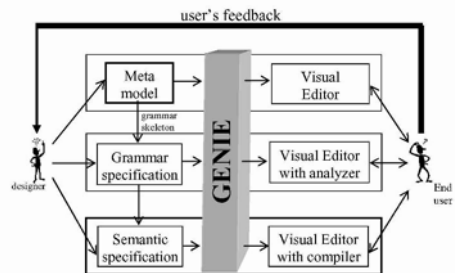 user's feedback
Meta
model
Visual
Editor
grammar
skeleton
GENIE
designer
Grammar
specification
Visual Editor
with analyzer
End
user
Semantic
specification
Visual Editor
with compiler